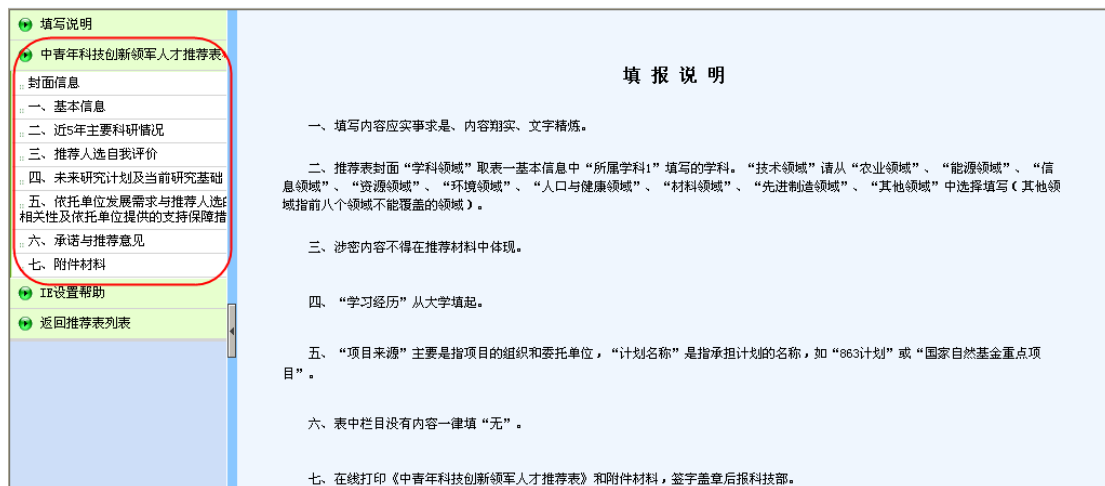 填写说明
中青年科技创新领军人才推荐表
封面信息
一、基本信息
二、近5年主要科研情况
三、推荐人选自我评价
四、未来研究计划及当前研究基础
五、依托单位发展需求与推荐人选的
相关性及依托单位提供的支持保障措
六、承诺与推荐意见
七、附件材料
IE设置帮助
返回推荐表列表
填 报 说 明
一、填写内容应实事求是、内容翔实、文字精炼。
二、推荐表封面“学科领域”取表一基本信息中“所属学科1”填写的学科。“技术领域”请从“农业领域”、“能源领域”、“信
息领域”、“资源领域”、“环境领域”、“人口与健康领域”、“材料领域”、“先进制造领域”、“其他领域”中选择填写(其他领
域指前八个领域不能覆盖的领域)。
三、涉密内容不得在推荐材料中体现。
四、“学习经历”从大学填起。
五、“项目来源”主要是指项目的组织和委托单位，“计划名称”是指承担计划的名称，如“863计划”或“国家自然基金重点项
目”。
六、表中栏目没有内容一律填“无”。
七、在线打印《中青年科技创新领军人才推荐表》和附件材料，签字盖章后报科技部。